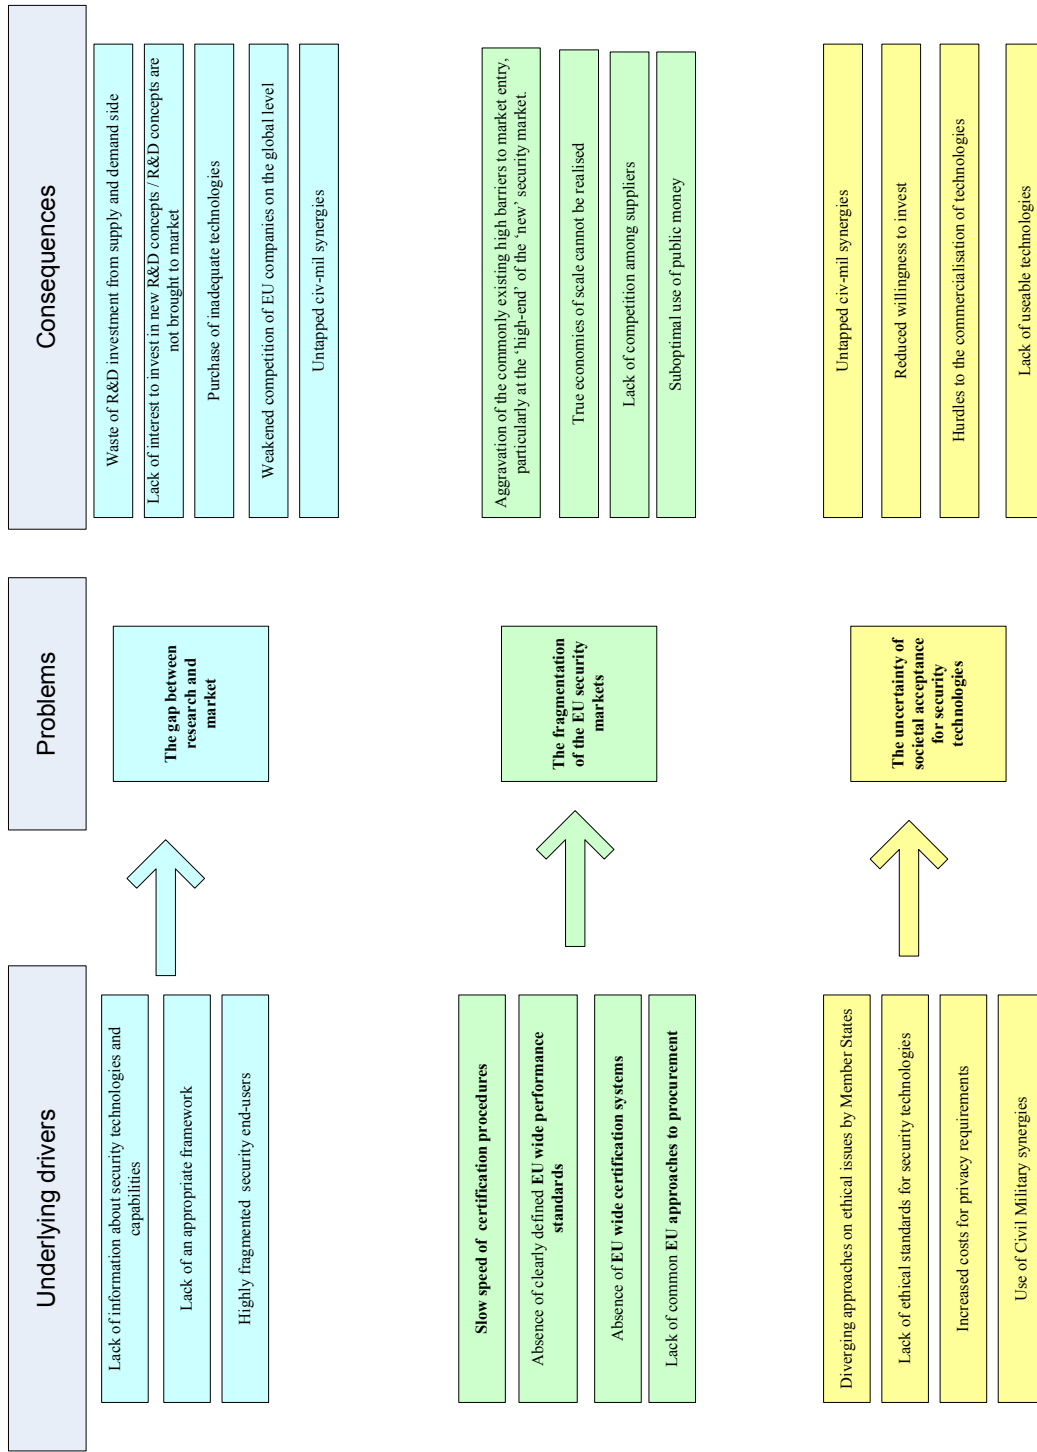 Underlying drivers
Problems
Consequences
Lack of information about security technologies and
capabilities
Lack of an appropriate framework
Highly fragmented security end-users
The gap between
research and
market
Waste of R&D investment from supply and demand side
Lack of interest to invest in new R&D concepts / R&D concepts are
not brought to market
Purchase of inadequate technologies
Weakened competition of EU companies on the global level
Untapped civ-mil synergies
Slow speed of certification procedures
Absence of clearly defined EU wide performance
standards
Absence of EU wide certification systems
Lack of common EU approaches to procurement
The fragmentation
of the EU security
markets
Aggravation of the commonly existing high barriers to market entry,
particularly at the ‘high-end’ of the ‘new’ security market.
True economies of scale cannot be realised
Lack of competition among suppliers
Suboptimal use of public money
Diverging approaches on ethical issues by Member States
Lack of ethical standards for security technologies
Increased costs for privacy requirements
Use of Civil Military synergies
The uncertainty of
societal acceptance
for security
technologies
Untapped civ-mil synergies
Reduced willingness to invest
Hurdles to the commercialisation of technologies
Lack of useable technologies